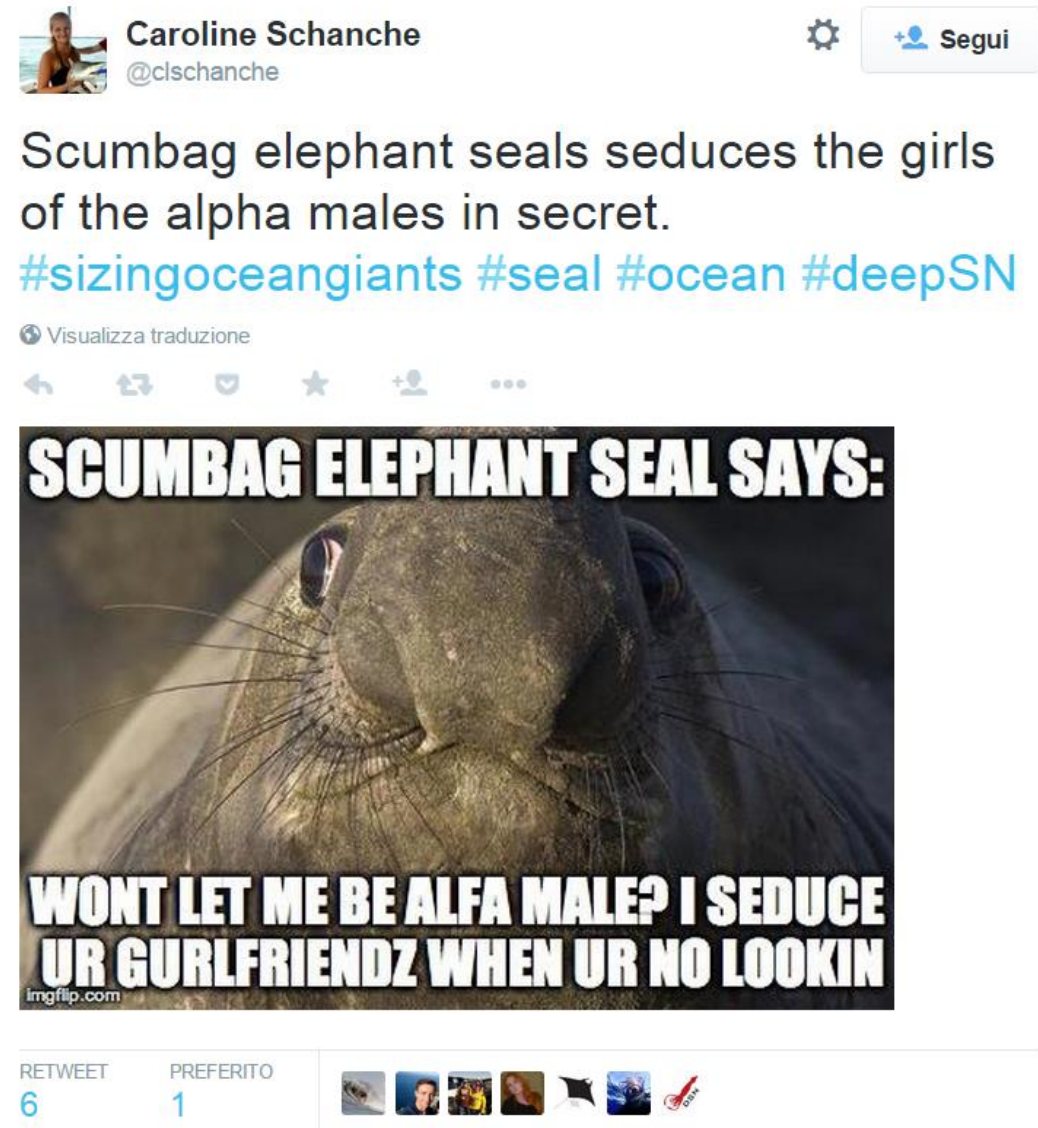 Caroline Schanche
@clschanche
Segui
Scumbag elephant seals seduces the girls
of the alpha males in secret.
#sizingoceangiants #seal #ocean #deepSN
Visualizza traduzione
SCUMBAG ELEPHANT SEAL SAYS:
WONT LET ME BE ALFA MALE? I SEDUCE
UR GURLFRIENDZ WHEN UR NO LOOKIN
imgflip.com
RETWEET PREFERITO
6 1
DSN